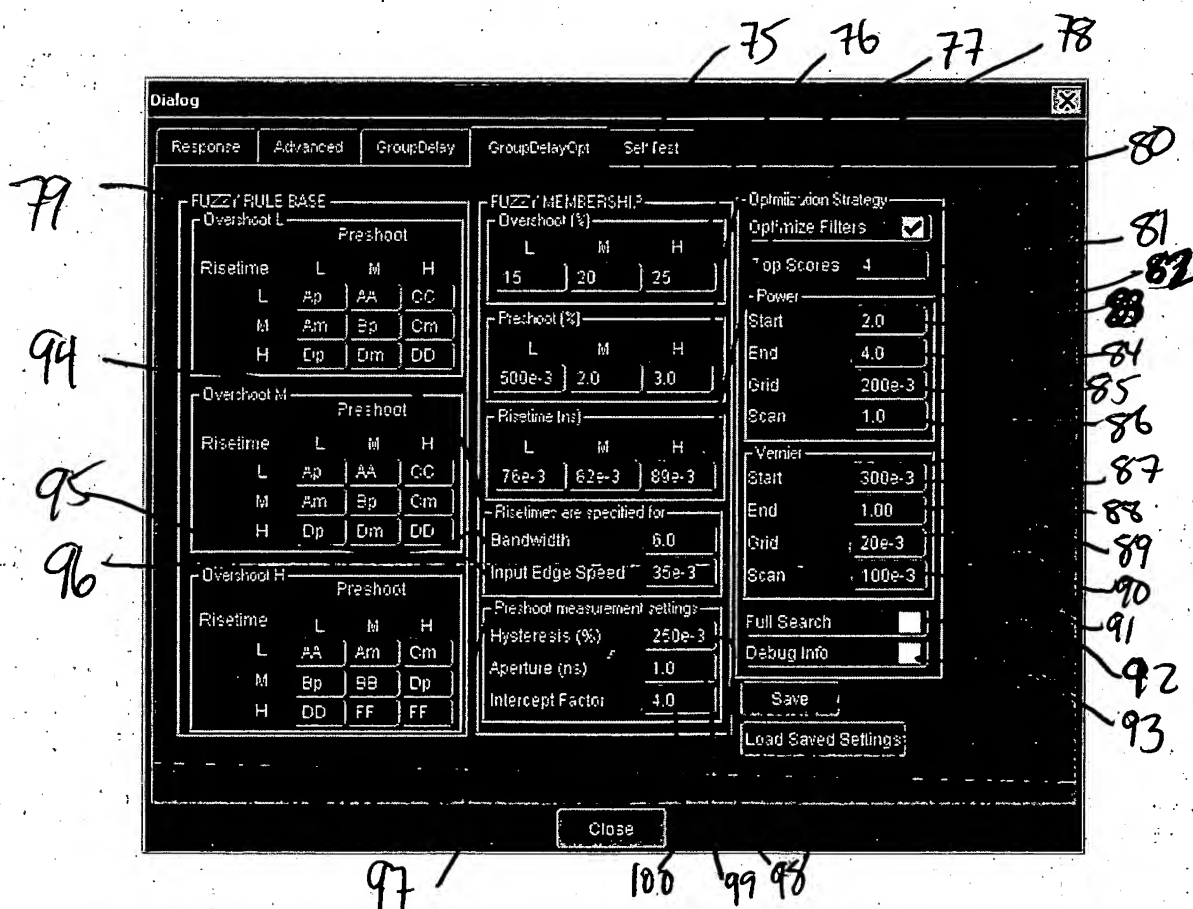 75 76 77 78
Dialog
Response Advanced GroupDelay GroupDelayOpt Self Test
80
79
FUZZY RULE BASE
Overshoot L
Preshoot
Risetime L M H
L Ap AA CC
M Am Bp Cm
H Dp Dm DD
94
Overshoot M
Preshoot
Risetime L M H
L Ap AA CC
M Am Bp Cm
H Dp Dm DD
95
96
Overshoot H
Preshoot
Risetime L M H
L AA Am Cm
M Bp BB Dp
H DD FF FF
FUZZY MEMBERSHIP
Overshoot (%)
L M H
15 20 25
Preshoot (%)
L M H
500e-3 2.0 3.0
Risetime (ns)
L M H
76e-3 82e-3 89e-3
Risetimes are specified for
Bandwidth 6.0
Input Edge Speed 35e-3
Preshoot measurement settings
Hysteresis (%) 250e-3
Aperture (ns) 1.0
Intercept Factor 4.0
Optimization Strategy
Optimize Filters
Top Scores 4
Power
Start 2.0
End 4.0
Grid 200e-3
Scan 1.0
Vernier
Start 300e-3
End 1.00
Grid 20e-3
Scan 100e-3
Full Search
Debug Info
Save
Load Saved Settings
81
82
84
85
86
87
88
89
90
91
92
93
Close
97 100 99 98